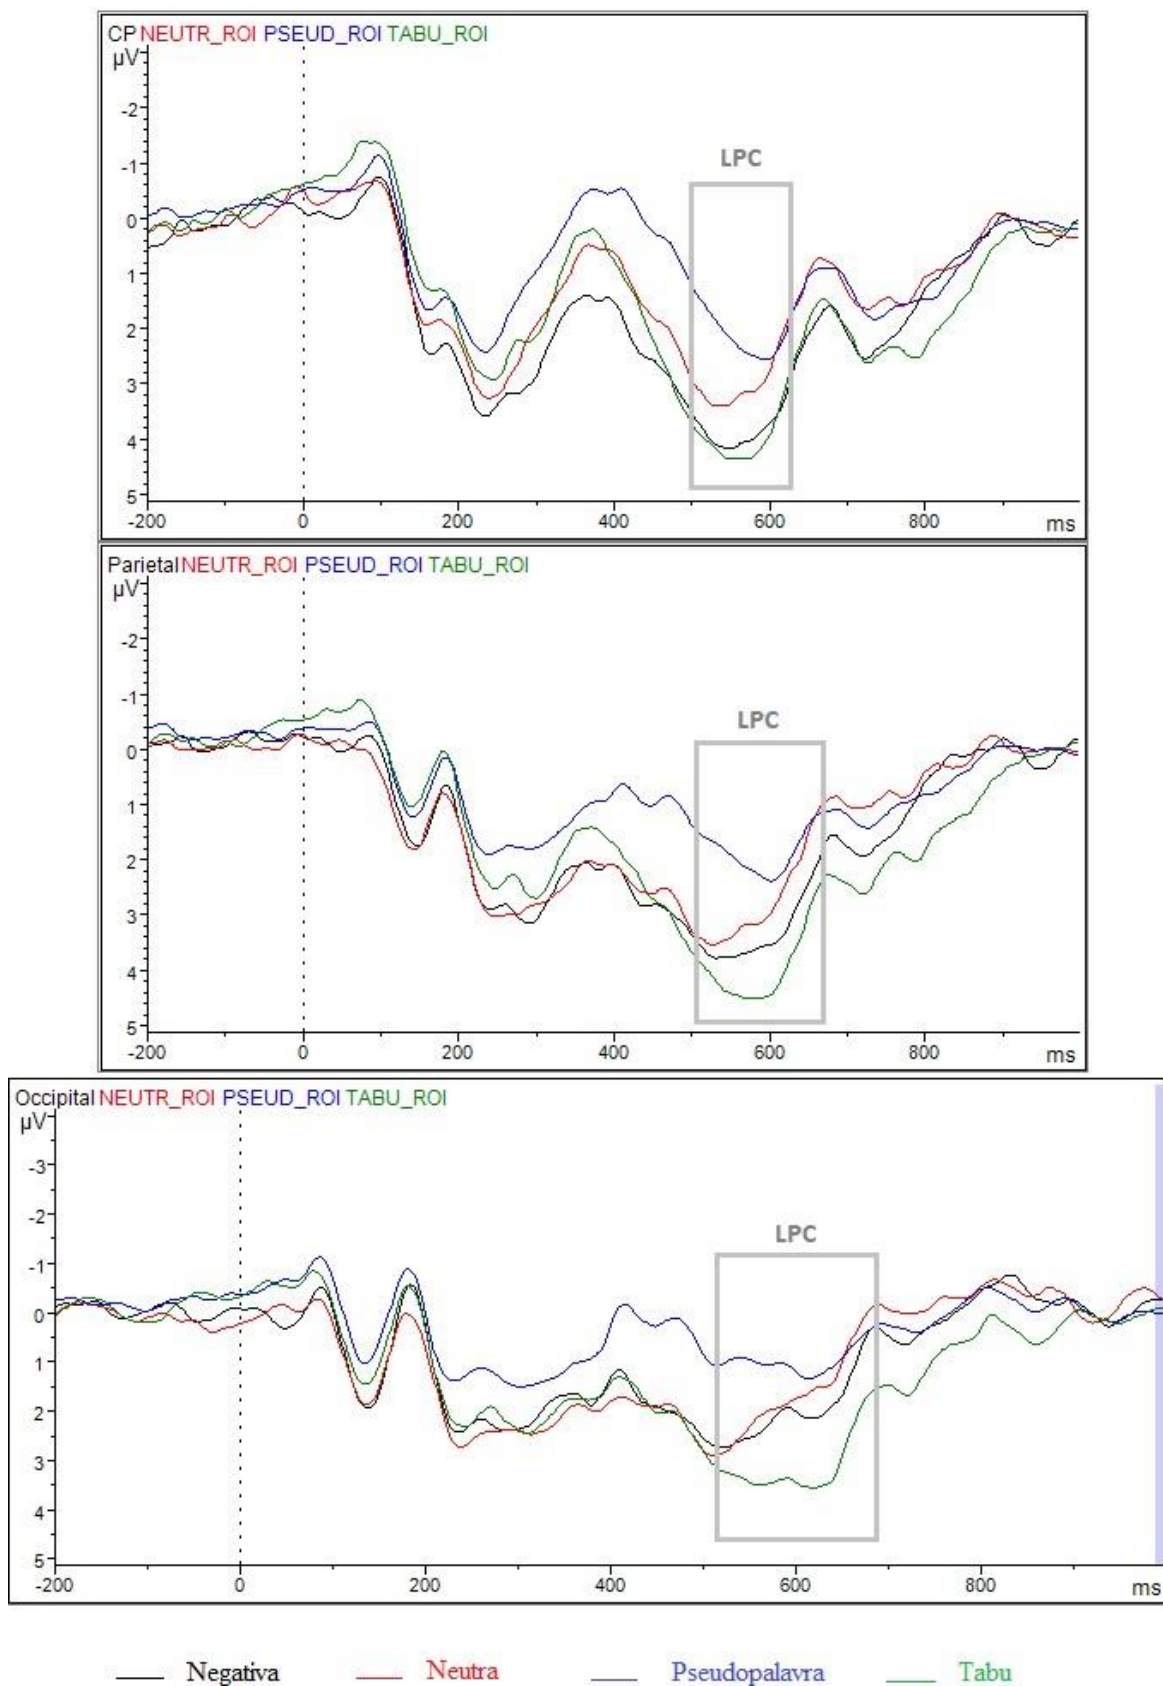 CP NEUTR_ROI PSEUD_ROI TABU_ROI
µV
-2
-1
0
1
2
3
4
5
LPC
-200 0 200 400 600 800 ms
Parietal NEUTR_ROI PSEUD_ROI TABU_ROI
µV
-2
-1
0
1
2
3
4
5
LPC
-200 0 200 400 600 800 ms
Occipital NEUTR_ROI PSEUD_ROI TABU_ROI
µV
-3
-2
-1
0
1
2
3
4
5
LPC
-200 0 200 400 600 800 ms
Negativa Neutra Pseudopalavra Tabu